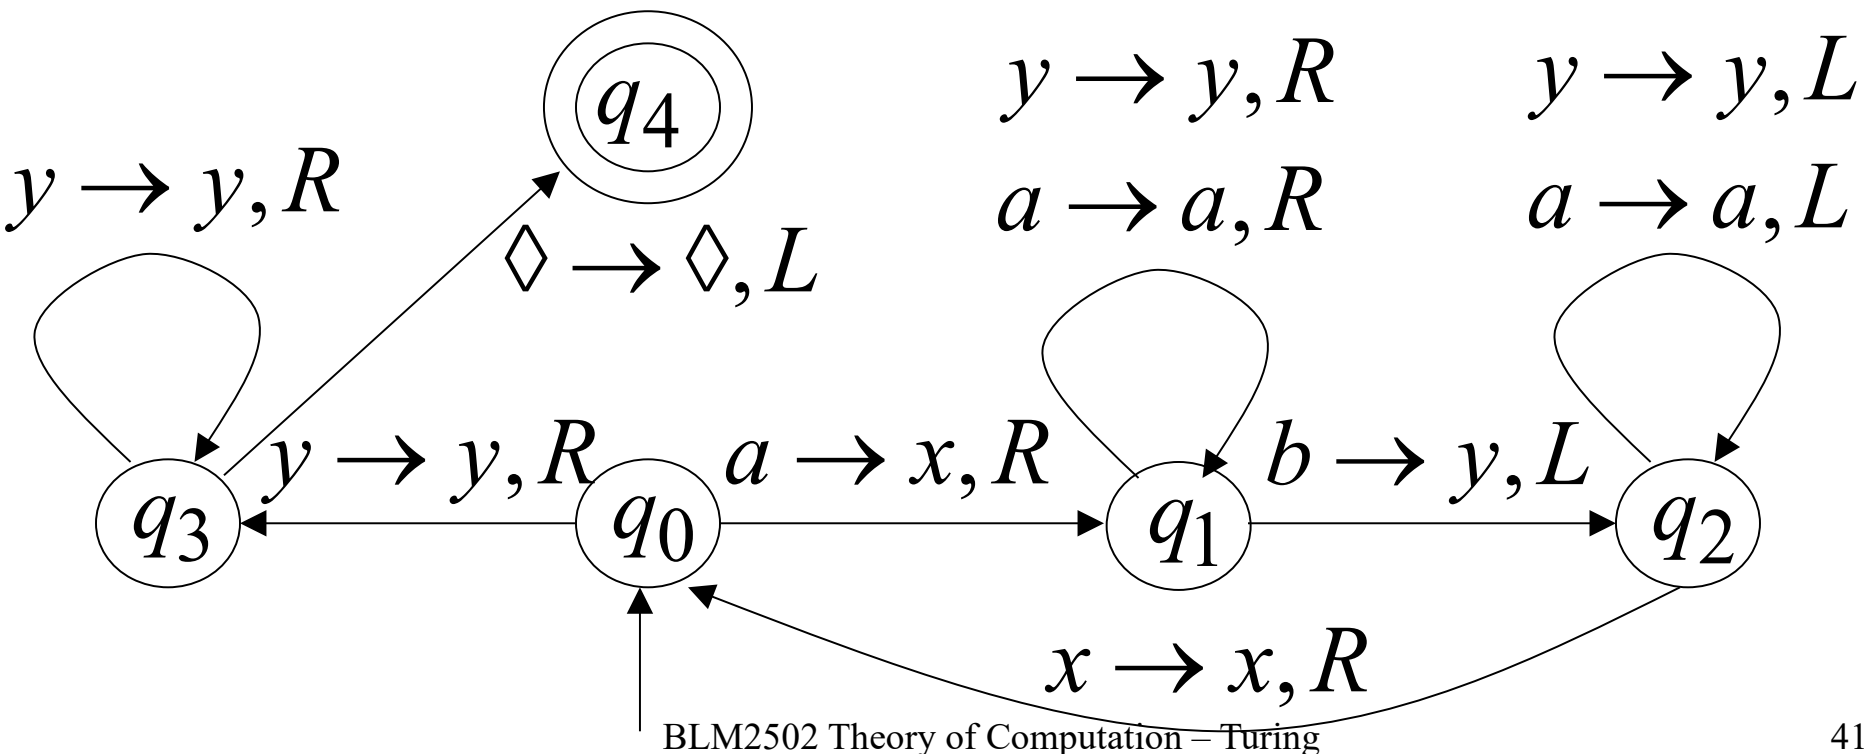 q4
y → y, R
y → y, L
y → y, R
a → a, R
a → a, L
◊ → ◊, L
y → y, R
a → x, R
b → y, L
q3
q0
q1
q2
x → x, R
BLM2502 Theory of Computation – Turing
41